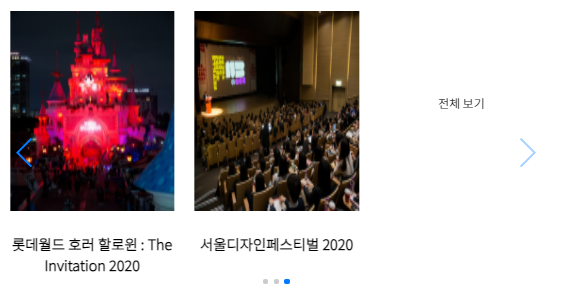 전체 보기
롯데월드 호러 할로윈 : The
Invitation 2020
서울디자인페스티벌 2020